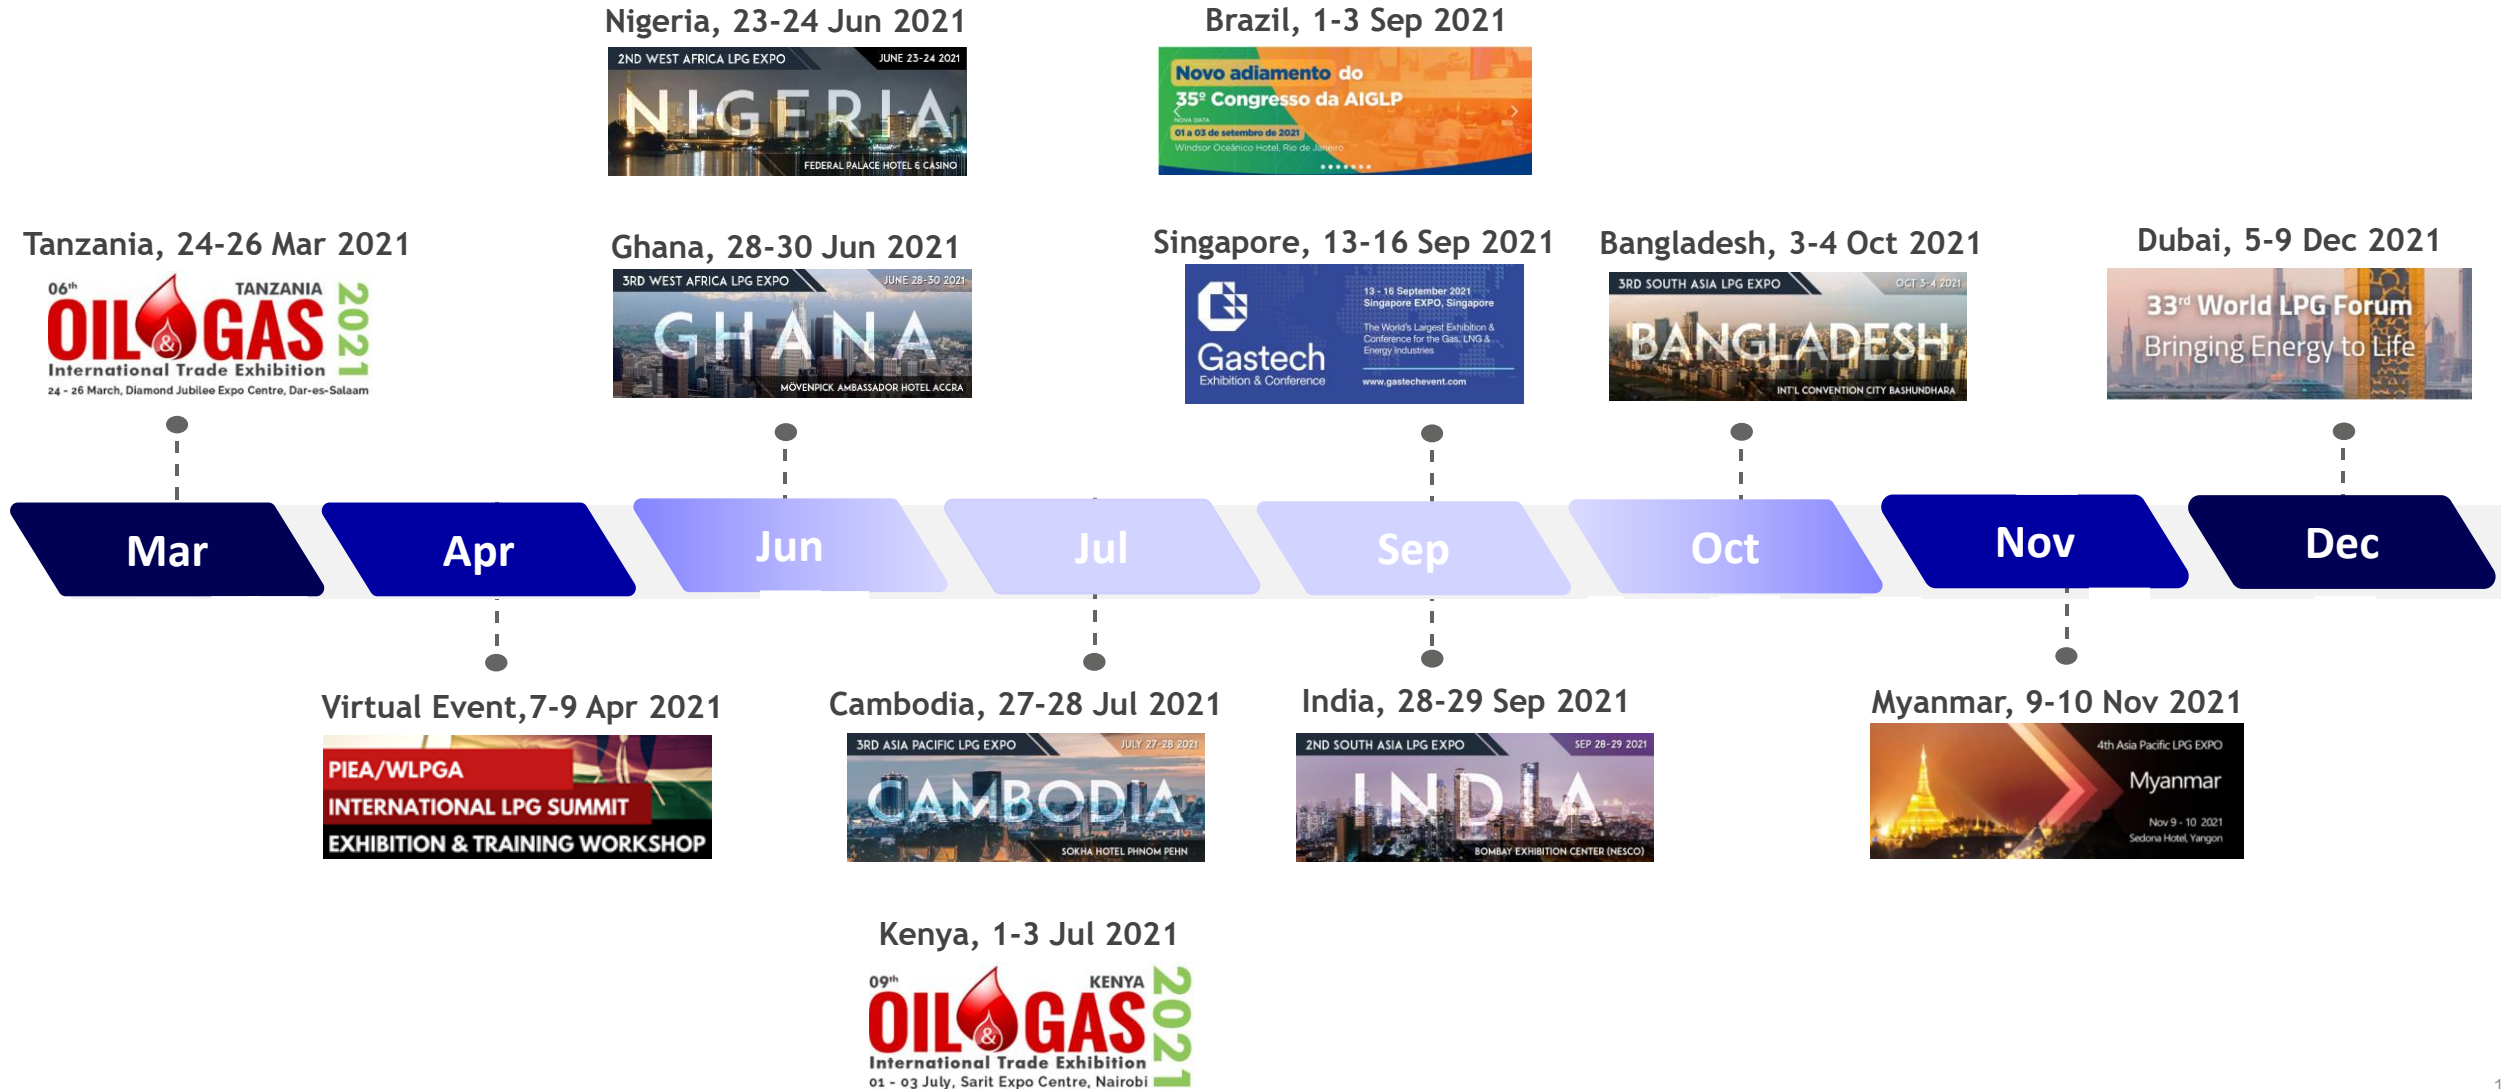 Nigeria, 23-24 Jun 2021
2ND WEST AFRICA LPG EXPO
JUNE 23-24 2021
NIGERIA
FEDERAL PALACE HOTEL & CASINO
Brazil, 1-3 Sep 2021
Novo adiamento do
35º Congresso da AIGLP
NOVA DATA
01 a 03 de setembro de 2021
Windsor Oceânico Hotel, Rio de Janeiro
Tanzania, 24-26 Mar 2021
06th
TANZANIA
OIL & GAS
2021
International Trade Exhibition
24 - 26 March, Diamond Jubilee Expo Centre, Dar-es-Salaam
Ghana, 28-30 Jun 2021
3RD WEST AFRICA LPG EXPO
JUNE 28-30 2021
GHANA
MÖVENPICK AMBASSADOR HOTEL ACCRA
Singapore, 13-16 Sep 2021
Gastech
Exhibition & Conference
13 - 16 September 2021
Singapore EXPO, Singapore
The World's Largest Exhibition &
Conference for the Gas, LNG &
Energy Industries
www.gastechevent.com
Bangladesh, 3-4 Oct 2021
3RD SOUTH ASIA LPG EXPO
OCT 3-4 2021
BANGLADESH
INT'L CONVENTION CITY BASHUNDHARA
Dubai, 5-9 Dec 2021
33rd World LPG Forum
Bringing Energy to Life
Mar
Apr
Jun
Jul
Sep
Oct
Nov
Dec
Virtual Event,7-9 Apr 2021
PIEA/WLPGA
INTERNATIONAL LPG SUMMIT
EXHIBITION & TRAINING WORKSHOP
Cambodia, 27-28 Jul 2021
3RD ASIA PACIFIC LPG EXPO
JULY 27-28 2021
CAMBODIA
SOKHA HOTEL PHNOM PEHN
India, 28-29 Sep 2021
2ND SOUTH ASIA LPG EXPO
SEP 28-29 2021
INDIA
BOMBAY EXHIBITION CENTER (NESCO)
Myanmar, 9-10 Nov 2021
4th Asia Pacific LPG EXPO
Myanmar
Nov 9 - 10 2021
Sedona Hotel, Yangon
Kenya, 1-3 Jul 2021
09th
KENYA
OIL & GAS
2021
International Trade Exhibition
01 - 03 July, Sarit Expo Centre, Nairobi
1